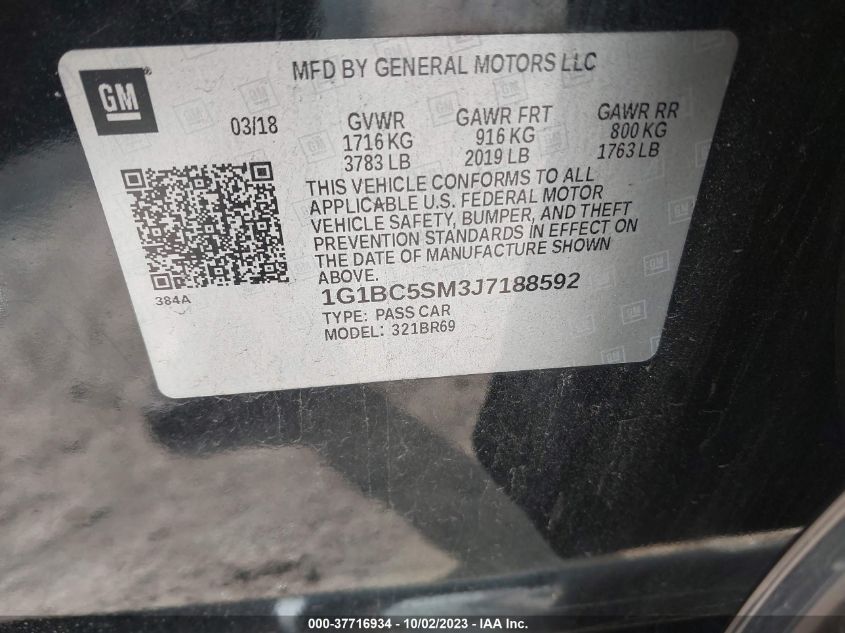 MFD BY GENERAL MOTORS LLC
GM
03/18
GVWR GAWR FRT GAWR RR
1716 KG 916 KG 800 KG
3783 LB 2019 LB 1763 LB
THIS VEHICLE CONFORMS TO ALL
APPLICABLE U.S. FEDERAL MOTOR
VEHICLE SAFETY, BUMPER, AND THEFT
PREVENTION STANDARDS IN EFFECT ON
THE DATE OF MANUFACTURE SHOWN
ABOVE.
384A
1G1BC5SM3J7188592
TYPE: PASS CAR
MODEL: 321BR69
000-37716934 - 10/02/2023 - IAA Inc.